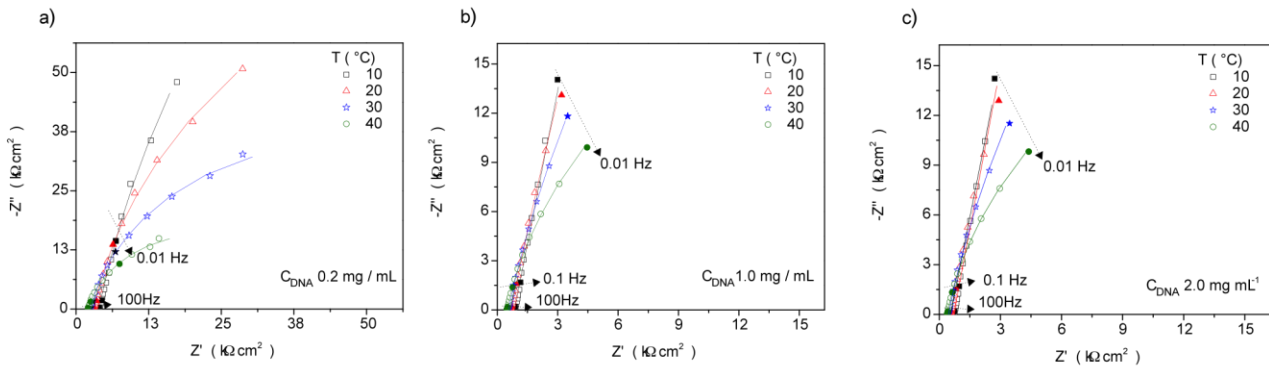 a)
T ( °C)
10
20
30
40
50
38
25
13
0
-Z'' ( kΩ cm²)
0.01 Hz
100Hz
C_DNA 0.2 mg / mL
0
13
25
38
50
Z' ( kΩ cm²)
b)
T ( °C)
10
20
30
40
15
12
9
6
3
0
-Z'' ( kΩ cm²)
0.01 Hz
0.1 Hz
100Hz
C_DNA 1.0 mg / mL
0
3
6
9
12
15
Z' ( kΩ cm²)
c)
T ( °C)
10
20
30
40
15
12
9
6
3
0
-Z'' ( kΩ cm²)
0.01 Hz
0.1 Hz
100Hz
C_DNA 2.0 mg mL⁻¹
0
3
6
9
12
15
Z' ( kΩ cm²)